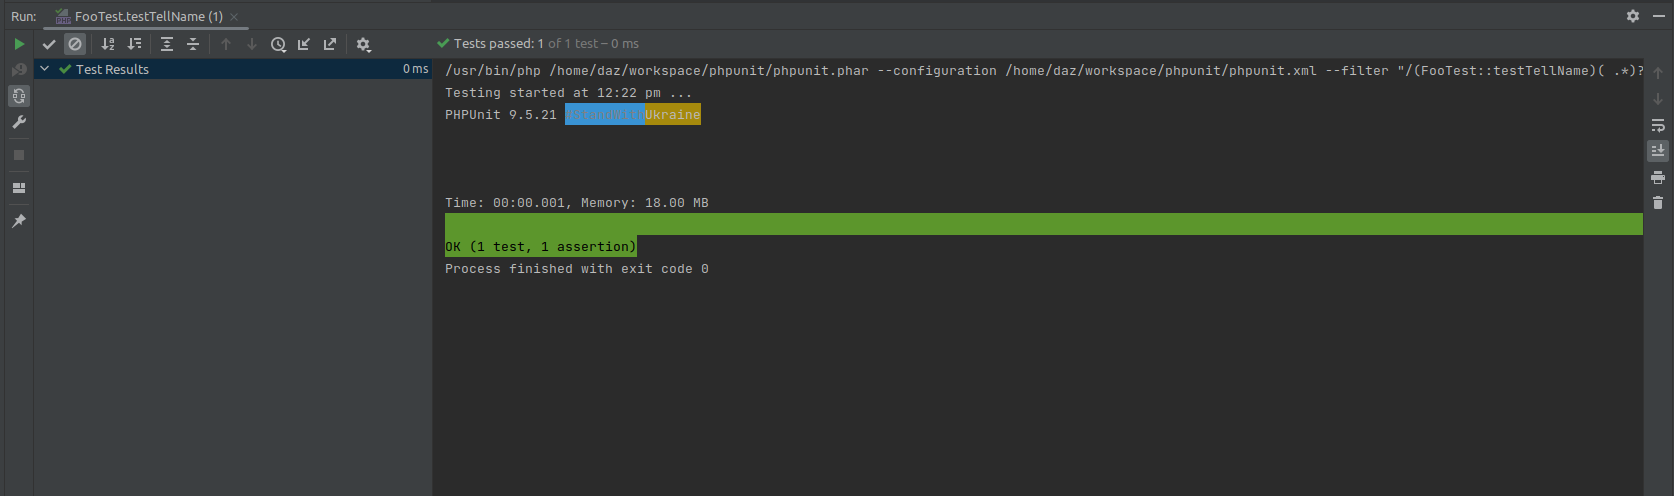 Run: FooTest.testTellName (1)
Tests passed: 1 of 1 test – 0 ms
Test Results 0 ms
/usr/bin/php /home/daz/workspace/phpunit/phpunit.phar --configuration /home/daz/workspace/phpunit/phpunit.xml --filter "/(FooTest::testTellName)( .*)?
Testing started at 12:22 pm ...
PHPUnit 9.5.21 #StandWithUkraine
Time: 00:00.001, Memory: 18.00 MB
OK (1 test, 1 assertion)
Process finished with exit code 0